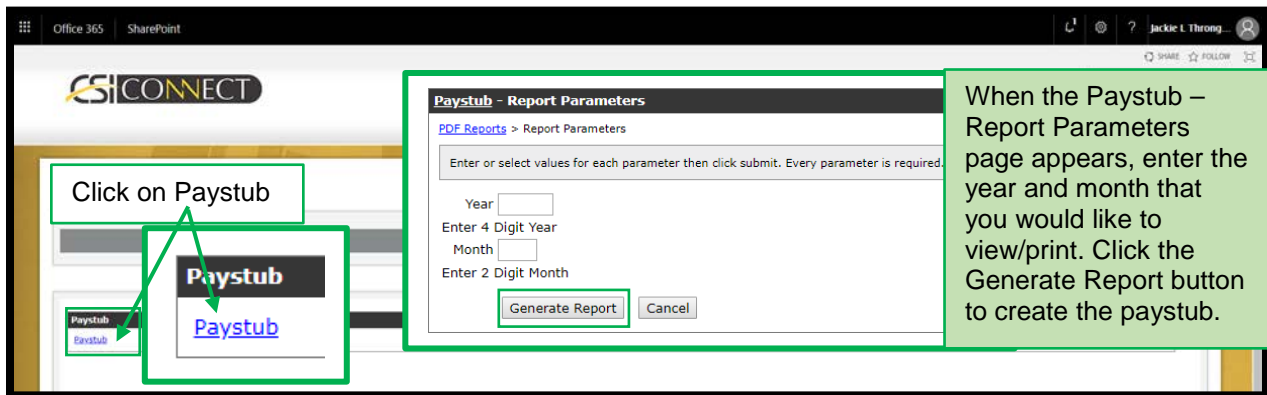 Office 365 SharePoint
1 ? Jackie L Throng...
SHARE FOLLOW
CSI CONNECT
Click on Paystub
Paystub
Paystub
Paystub
Paystub
Paystub - Report Parameters
PDF Reports > Report Parameters
Enter or select values for each parameter then click submit. Every parameter is required.
Year
Enter 4 Digit Year
Month
Enter 2 Digit Month
Generate Report Cancel
When the Paystub –
Report Parameters
page appears, enter the
year and month that
you would like to
view/print. Click the
Generate Report button
to create the paystub.